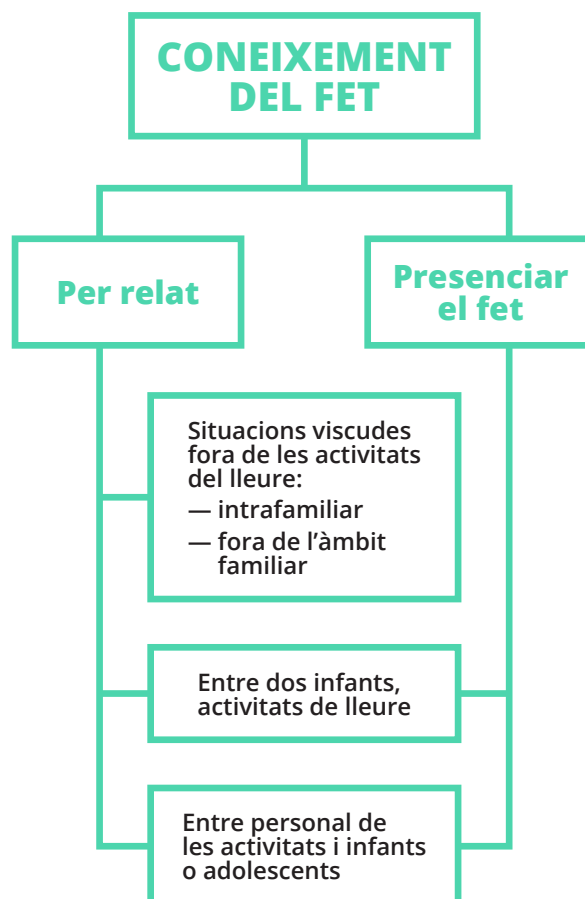 CONEIXEMENT
DEL FET
Per relat
Presenciar
el fet
Situacions viscudes
fora de les activitats
del lleure:
— intrafamiliar
— fora de l’àmbit
familiar
Entre dos infants,
activitats de lleure
Entre personal de
les activitats i infants
o adolescents